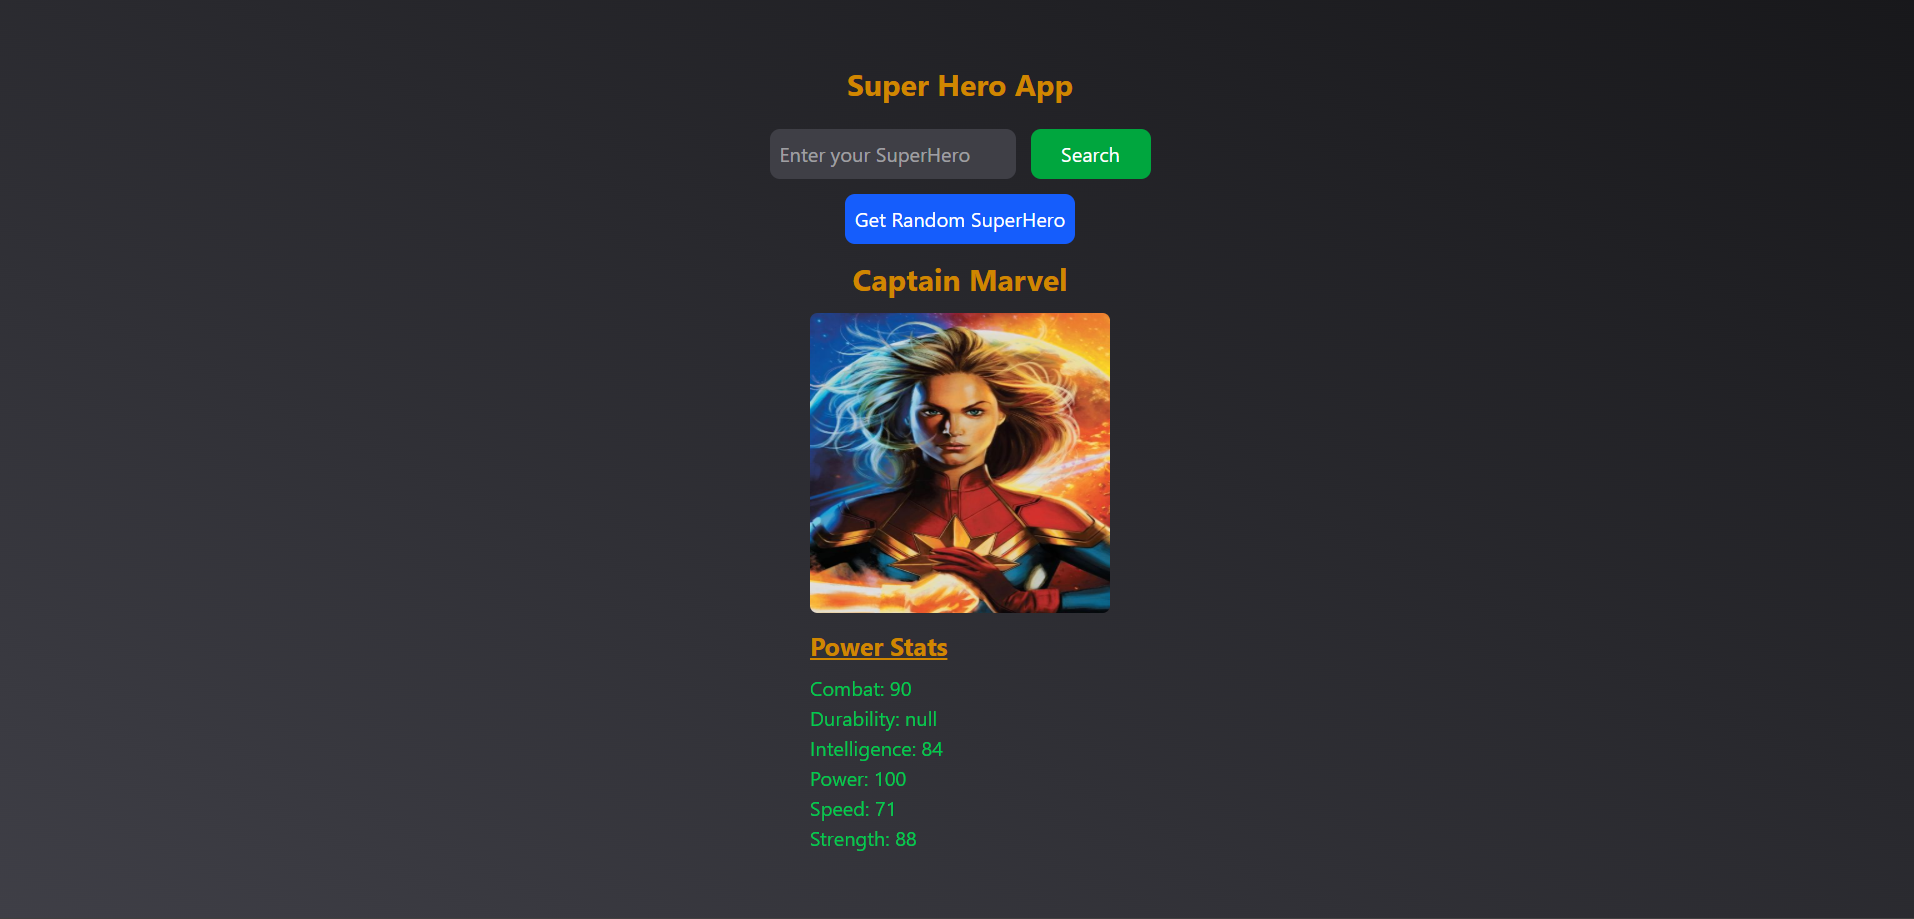 Super Hero App
Enter your SuperHero Search
Get Random SuperHero
Captain Marvel
Power Stats
Combat: 90
Durability: null
Intelligence: 84
Power: 100
Speed: 71
Strength: 88